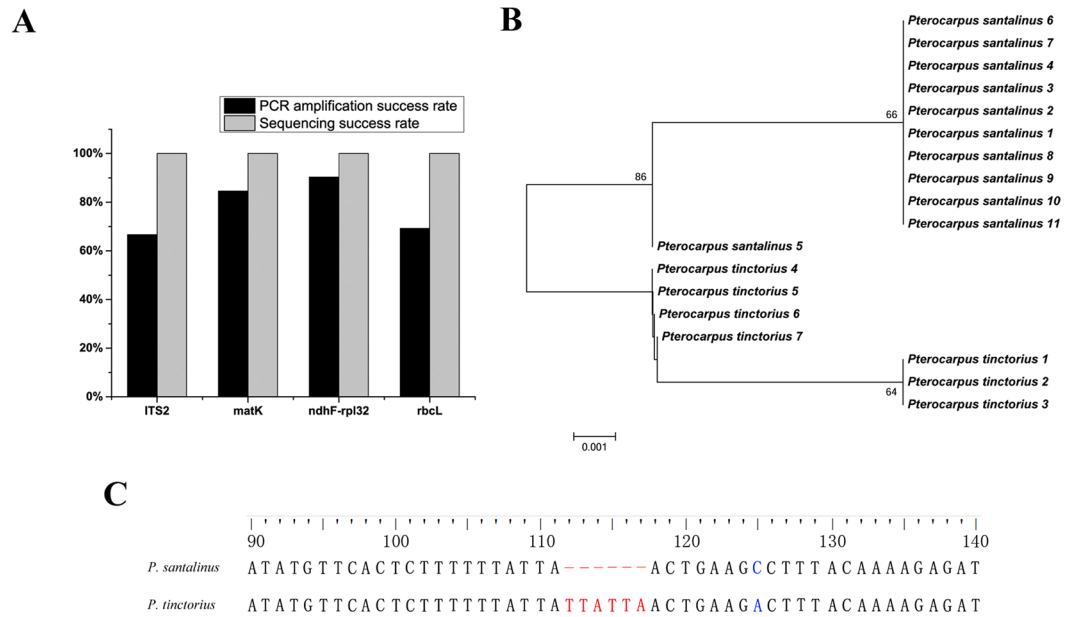 A
PCR amplification success rate
Sequencing success rate
100%
80%
60%
40%
20%
0%
ITS2 matK ndhF-rpl32 rbcL
B
Pterocarpus santalinus 6
Pterocarpus santalinus 7
Pterocarpus santalinus 4
Pterocarpus santalinus 3
Pterocarpus santalinus 2
66
Pterocarpus santalinus 1
Pterocarpus santalinus 8
Pterocarpus santalinus 9
86
Pterocarpus santalinus 10
Pterocarpus santalinus 11
Pterocarpus santalinus 5
Pterocarpus tinctorius 4
Pterocarpus tinctorius 5
Pterocarpus tinctorius 6
Pterocarpus tinctorius 7
Pterocarpus tinctorius 1
Pterocarpus tinctorius 2
64
Pterocarpus tinctorius 3
0.001
C
90 100 110 120 130 140
P. santalinus ATATGTTCACTCTTTTTTATTA------ACTGAAGCCTTTACAAAAGAGAT
P. tinctorius ATATGTTCACTCTTTTTTATTATTATTAACTGAAGACTTTACAAAAGAGAT